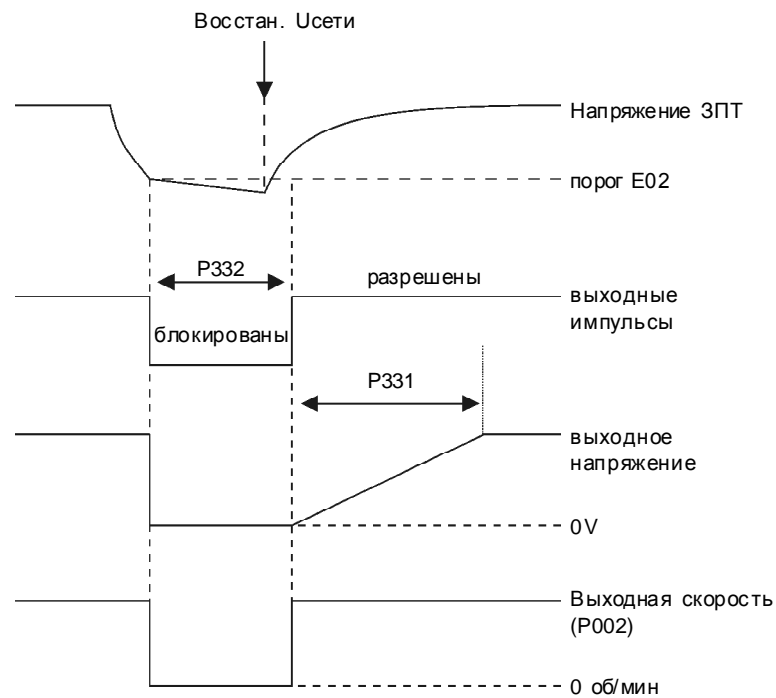 Восстан. Uсети
Напряжение ЗПТ
порог E02
P332
разрешены
выходные
импульсы
блокированы
P331
выходное
напряжение
0V
Выходная скорость
(P002)
0 об/мин